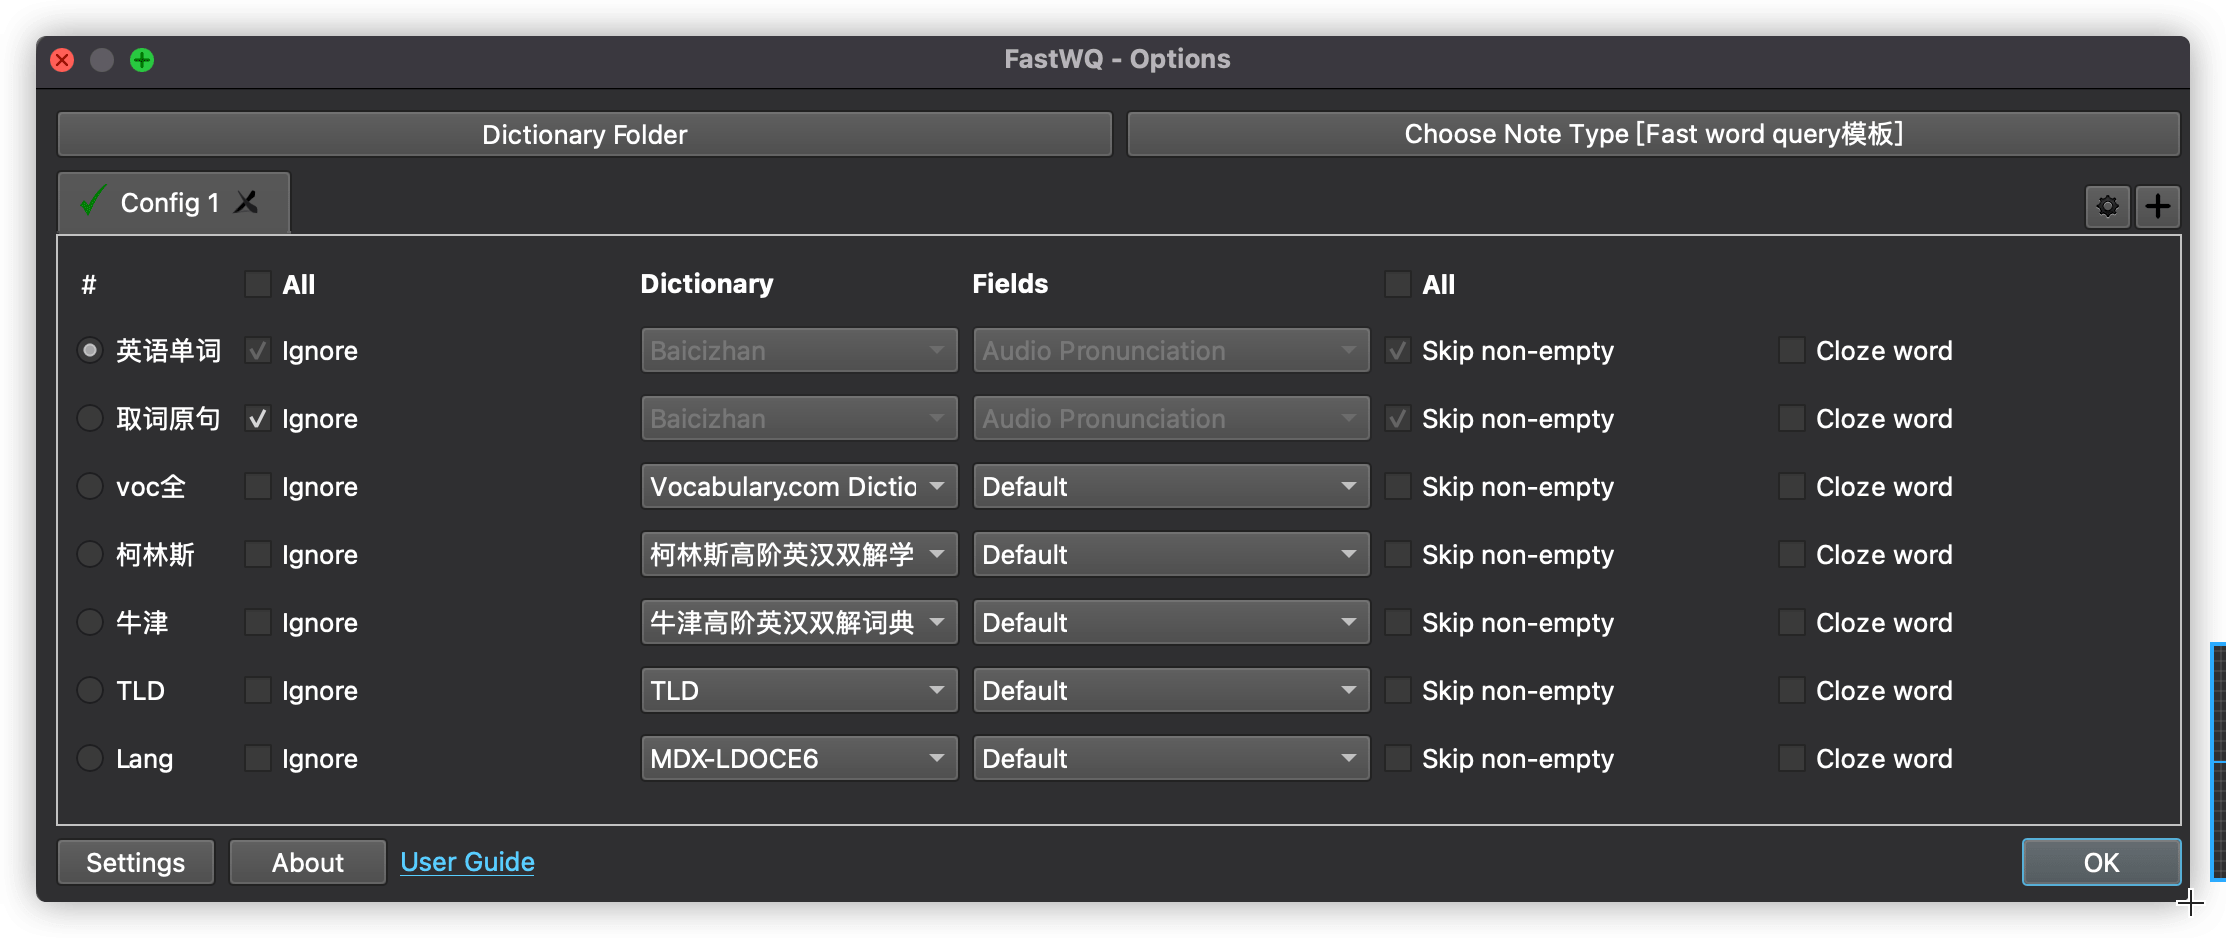 FastWQ - Options
Dictionary Folder
Choose Note Type [Fast word query模板]
Config 1
# All Dictionary Fields All
英语单词 Ignore Baicizhan Audio Pronunciation Skip non-empty Cloze word
取词原句 Ignore Baicizhan Audio Pronunciation Skip non-empty Cloze word
voc全 Ignore Vocabulary.com Dictio Default Skip non-empty Cloze word
柯林斯 Ignore 柯林斯高阶英汉双解学 Default Skip non-empty Cloze word
牛津 Ignore 牛津高阶英汉双解词典 Default Skip non-empty Cloze word
TLD Ignore TLD Default Skip non-empty Cloze word
Lang Ignore MDX-LDOCE6 Default Skip non-empty Cloze word
Settings About User Guide OK